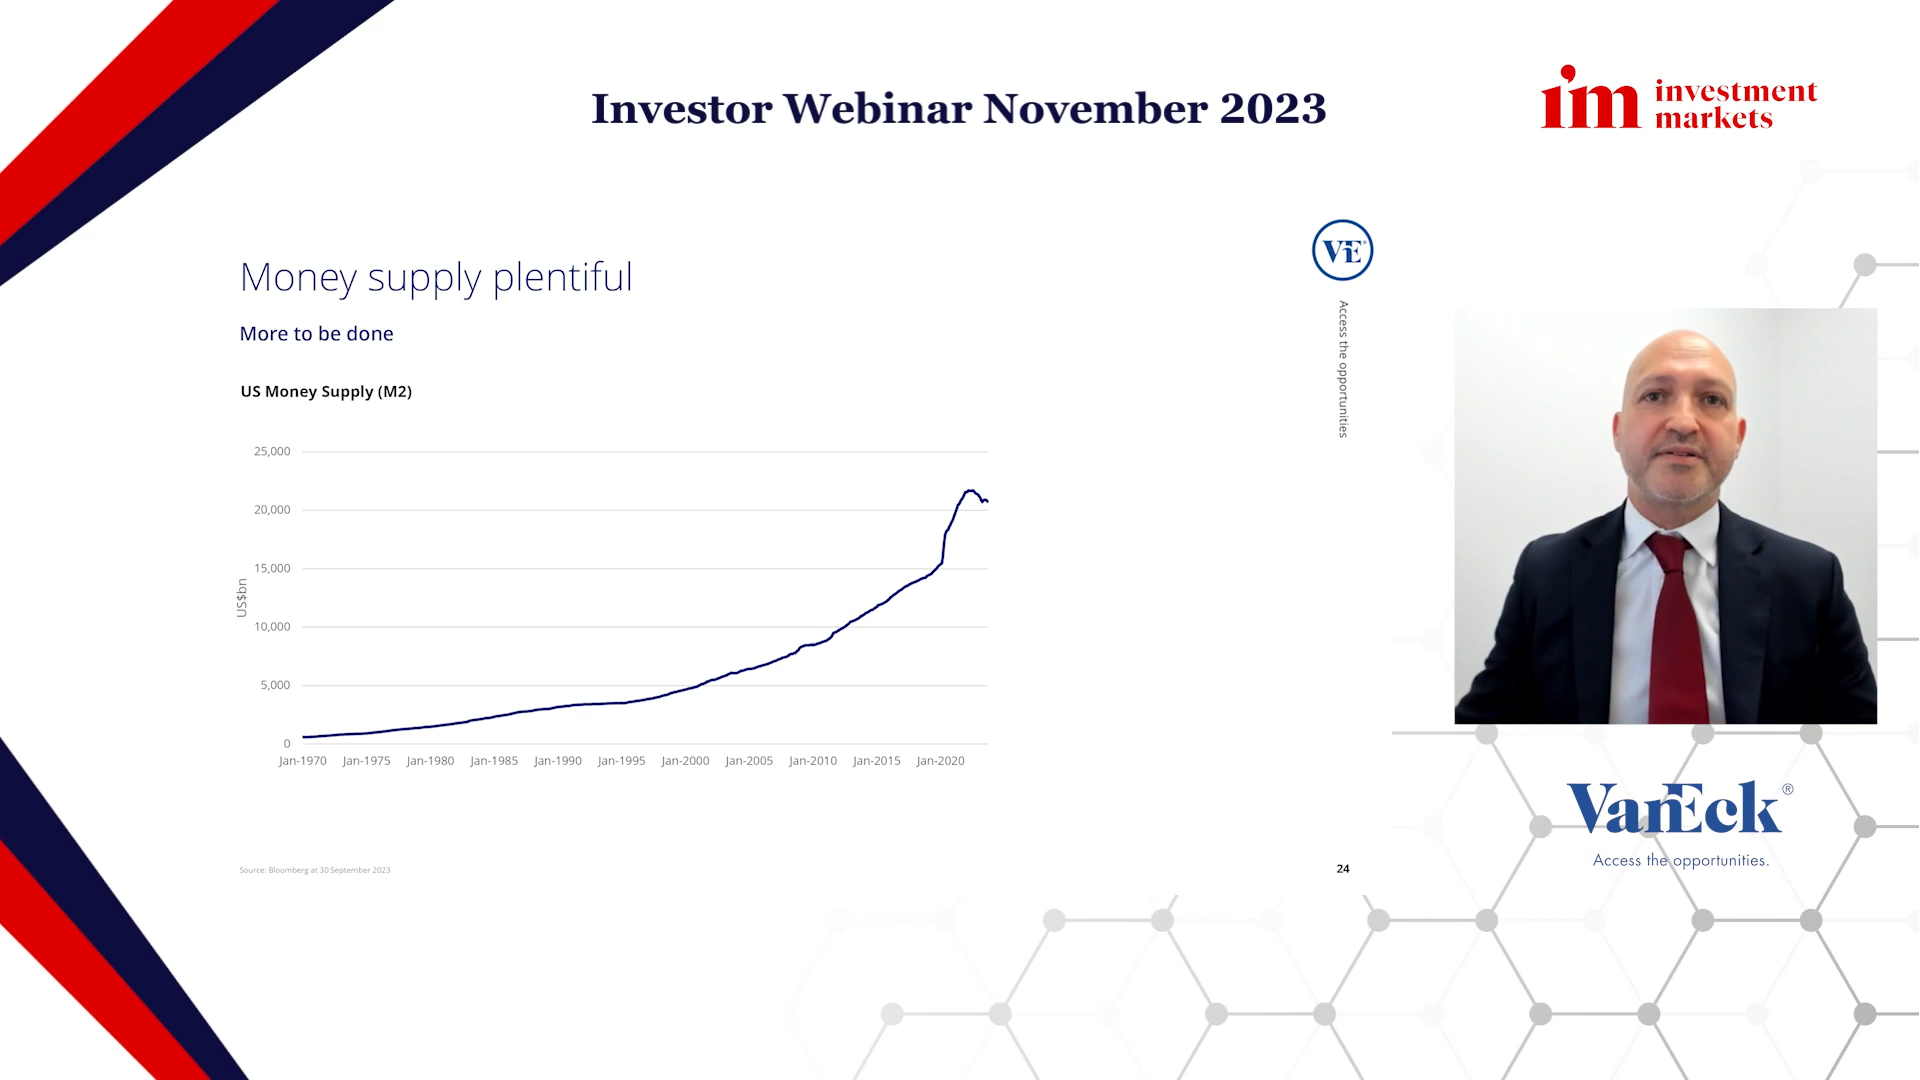 Investor Webinar November 2023
im investment
markets
VE
Access the opportunities
Money supply plentiful
More to be done
US Money Supply (M2)
US$bn
25,000
20,000
15,000
10,000
5,000
0
Jan-1970 Jan-1975 Jan-1980 Jan-1985 Jan-1990 Jan-1995 Jan-2000 Jan-2005 Jan-2010 Jan-2015 Jan-2020
Source: Bloomberg at 30 September 2023
24
VanEck®
Access the opportunities.